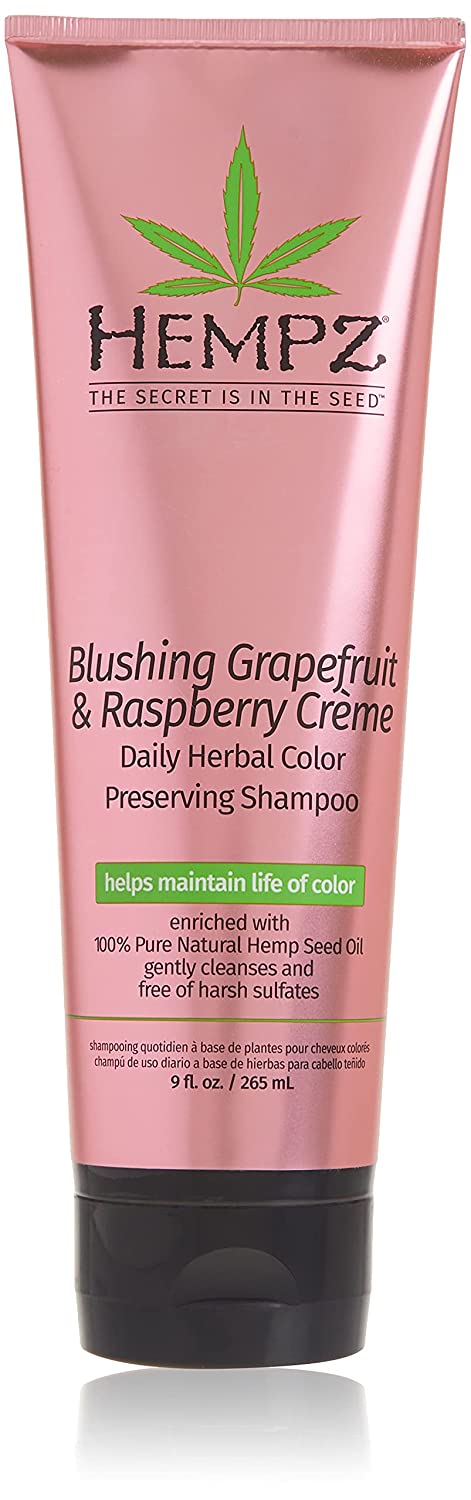 HEMPZ®
THE SECRET IS IN THE SEED™
Blushing Grapefruit
& Raspberry Crème
Daily Herbal Color
Preserving Shampoo
helps maintain life of color
enriched with
100% Pure Natural Hemp Seed Oil
gently cleanses and
free of harsh sulfates
shampooing quotidien à base de plantes pour cheveux colorés
champú de uso diario a base de hierbas para cabello teñido
9 fl. oz. / 265 mL